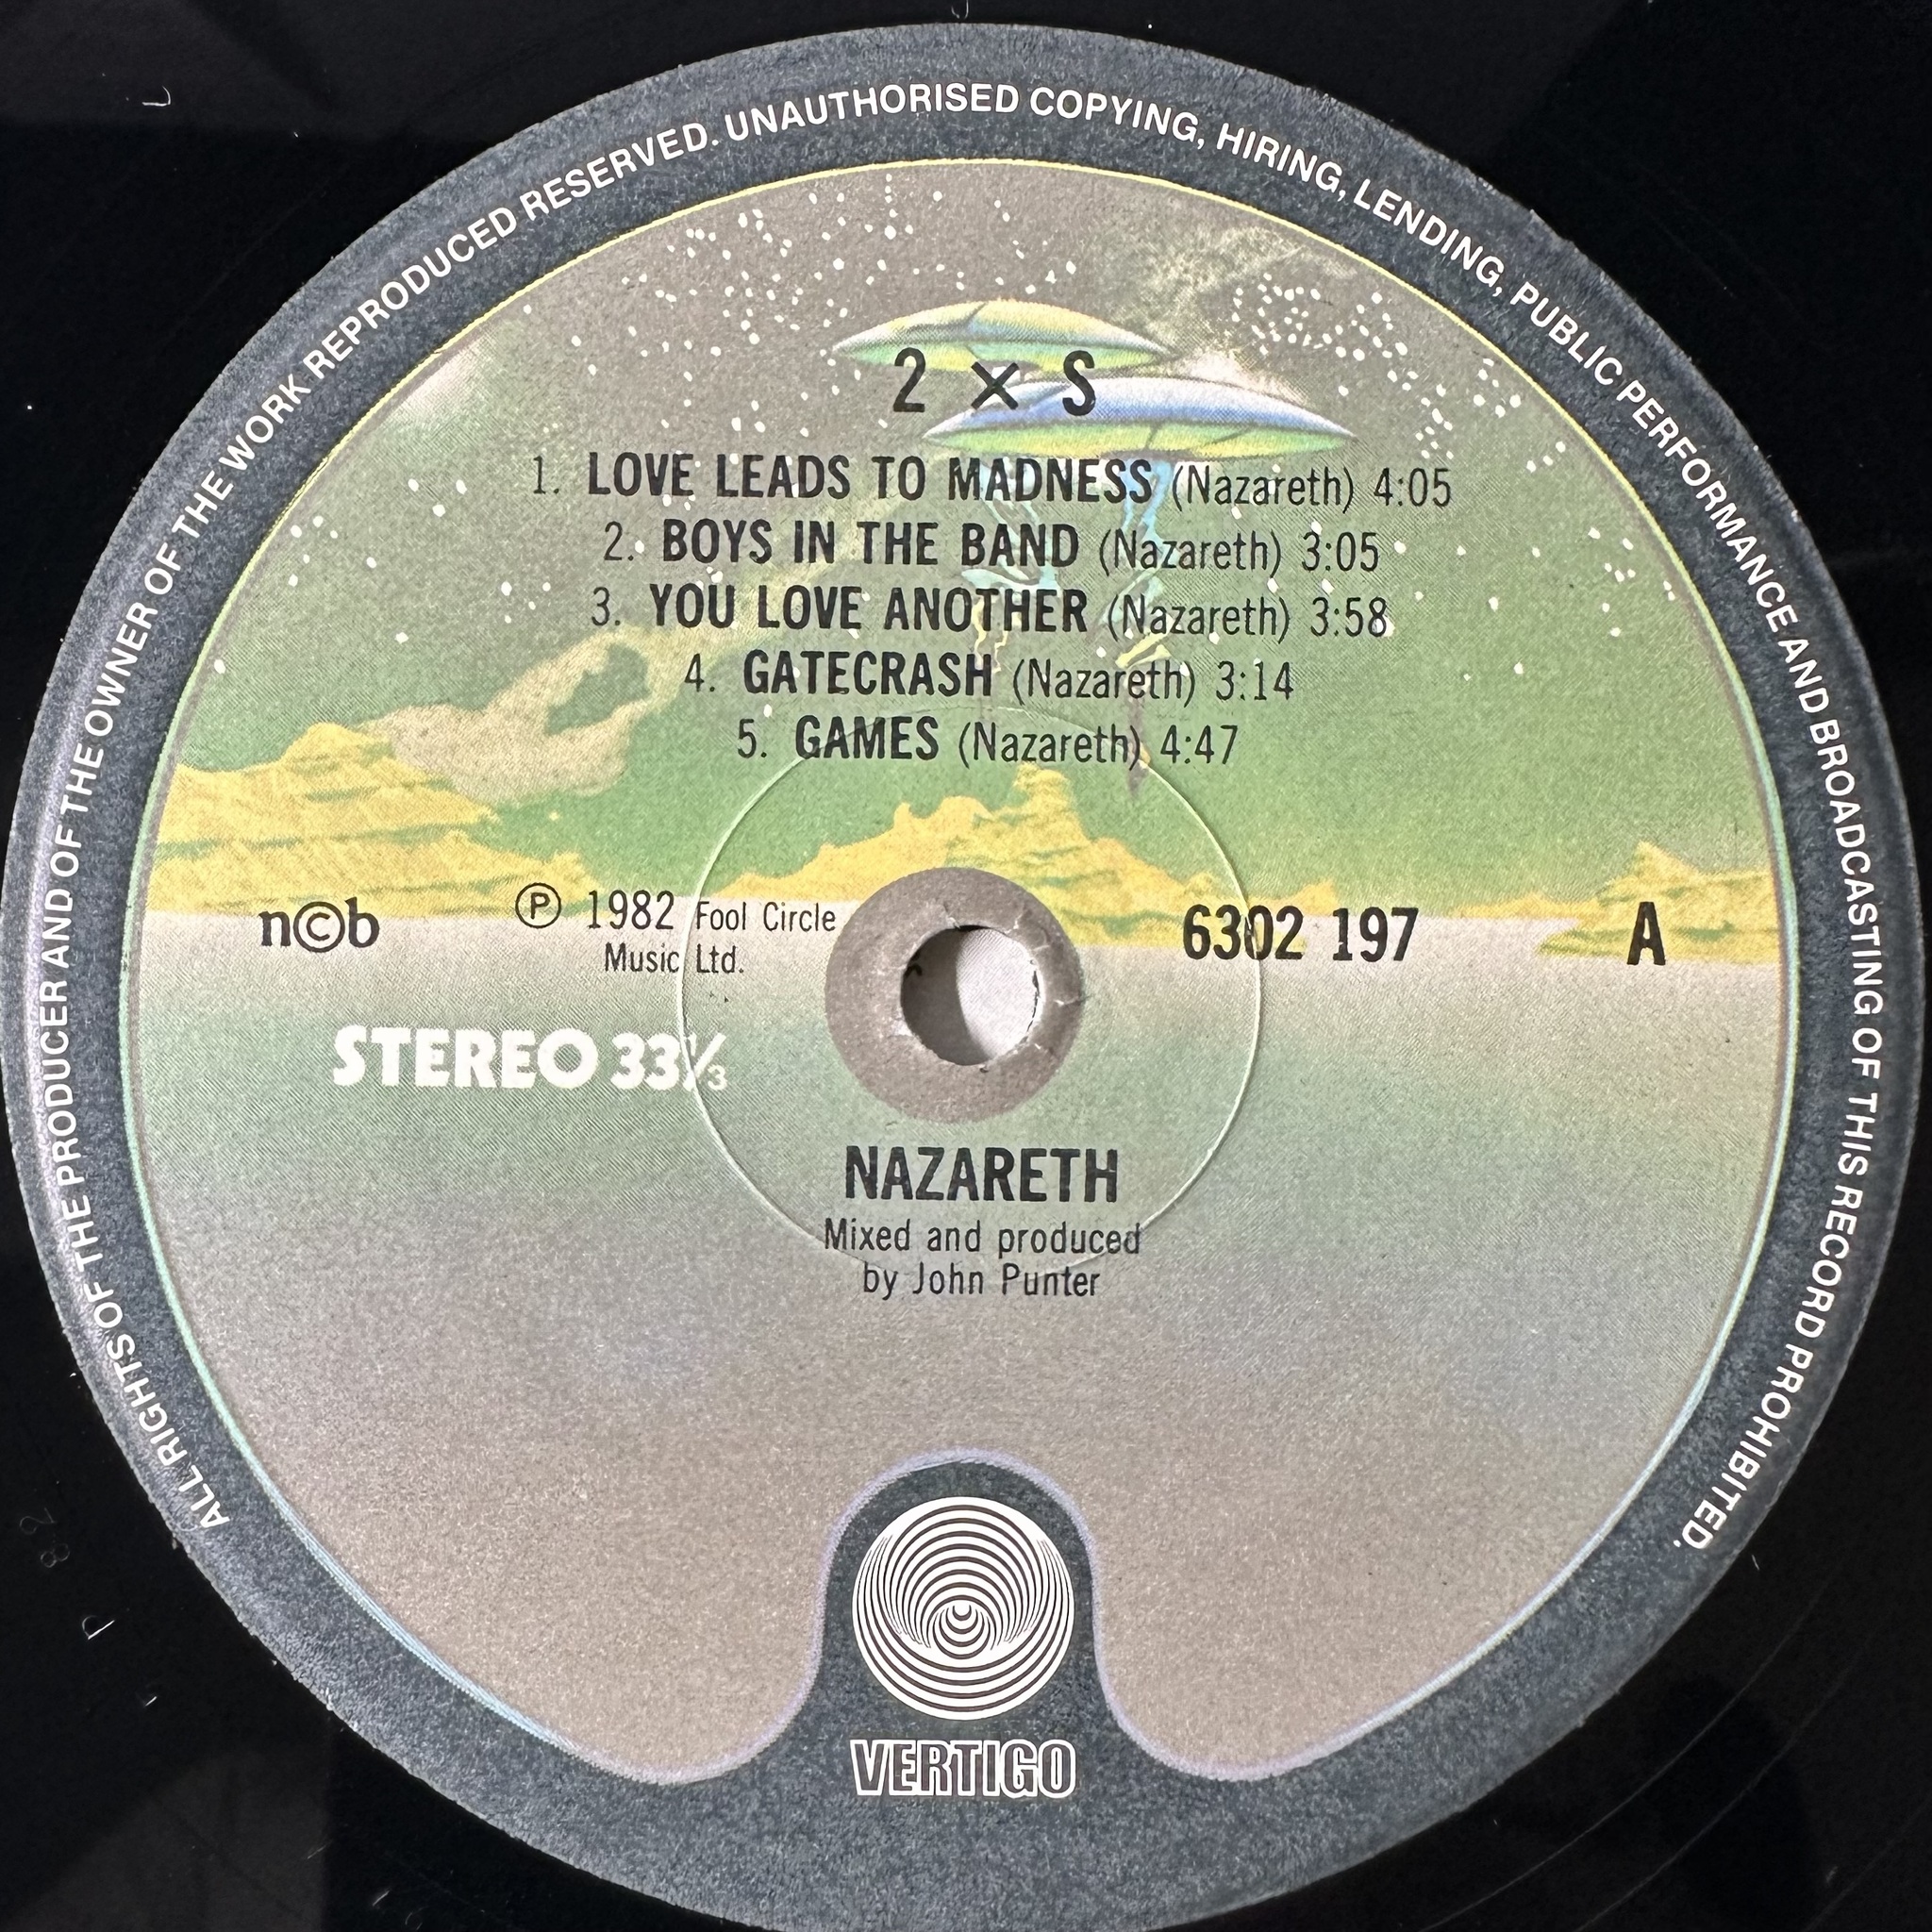 ALL RIGHTS OF THE PRODUCER AND OF THE OWNER OF THE WORK REPRODUCED RESERVED. UNAUTHORISED COPYING, HIRING, LENDING, PUBLIC PERFORMANCE AND BROADCASTING OF THIS RECORD PROHIBITED.
2 × S
1. LOVE LEADS TO MADNESS (Nazareth) 4:05
2. BOYS IN THE BAND (Nazareth) 3:05
3. YOU LOVE ANOTHER (Nazareth) 3:58
4. GATECRASH (Nazareth) 3:14
5. GAMES (Nazareth) 4:47
n©b
℗ 1982 Fool Circle
Music Ltd.
6302 197
A
STEREO 33⅓
NAZARETH
Mixed and produced
by John Punter
VERTIGO
82